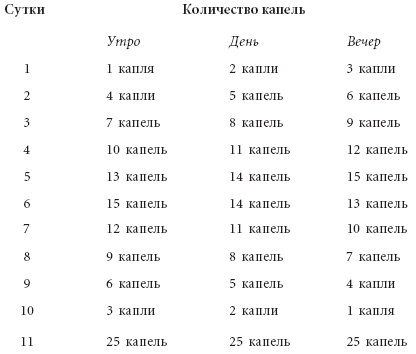 Сутки Количество капель
Утро День Вечер
1 1 капля 2 капли 3 капли
2 4 капли 5 капель 6 капель
3 7 капель 8 капель 9 капель
4 10 капель 11 капель 12 капель
5 13 капель 14 капель 15 капель
6 15 капель 14 капель 13 капель
7 12 капель 11 капель 10 капель
8 9 капель 8 капель 7 капель
9 6 капель 5 капель 4 капли
10 3 капли 2 капли 1 капля
11 25 капель 25 капель 25 капель